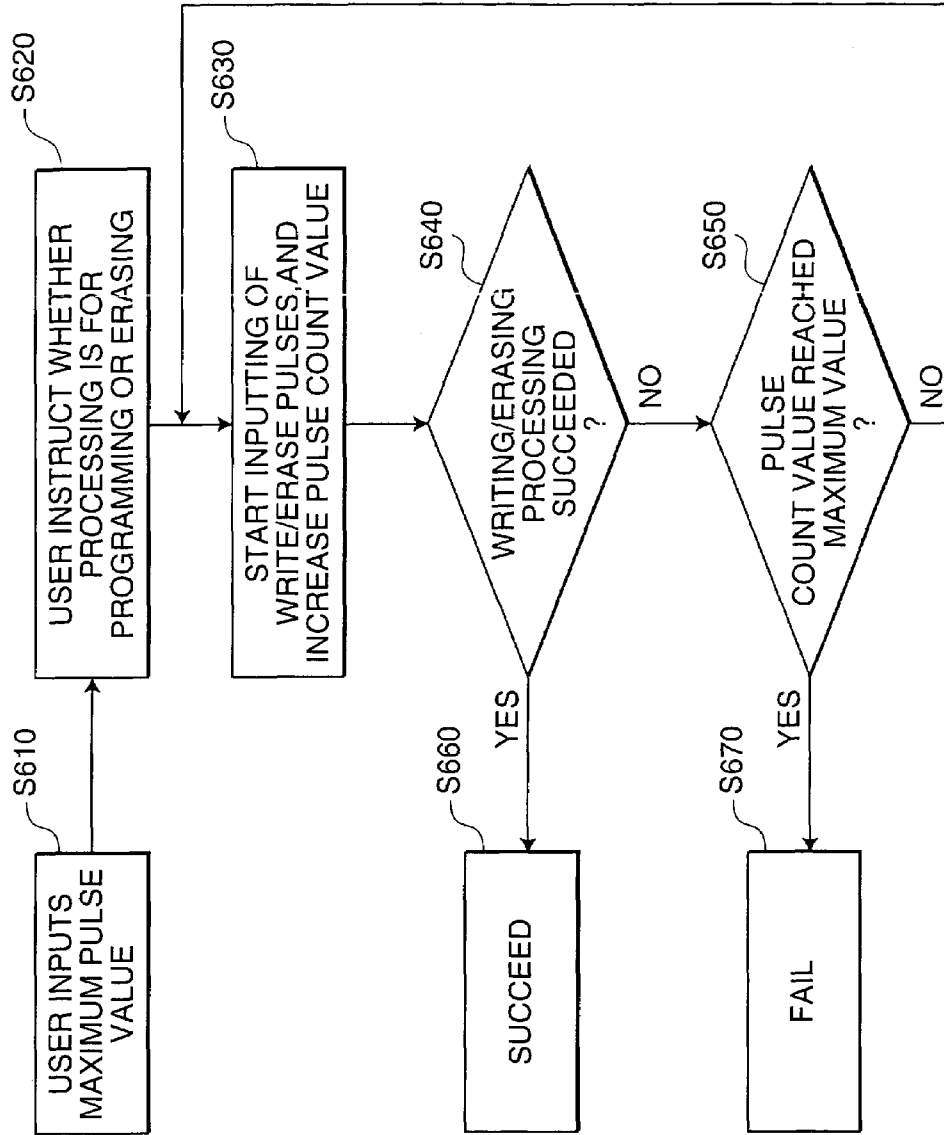 S610
USER INPUTS
MAXIMUM PULSE
VALUE
S620
USER INSTRUCT WHETHER
PROCESSING IS FOR
PROGRAMMING OR ERASING
S630
START INPUTTING OF
WRITE/ERASE PULSES,AND
INCREASE PULSE COUNT VALUE
S640
WRITING/ERASING
PROCESSING
SUCCEEDED
?
YES
NO
S660
SUCCEED
S650
PULSE
COUNT VALUE REACHED
MAXIMUM VALUE
?
YES
NO
S670
FAIL